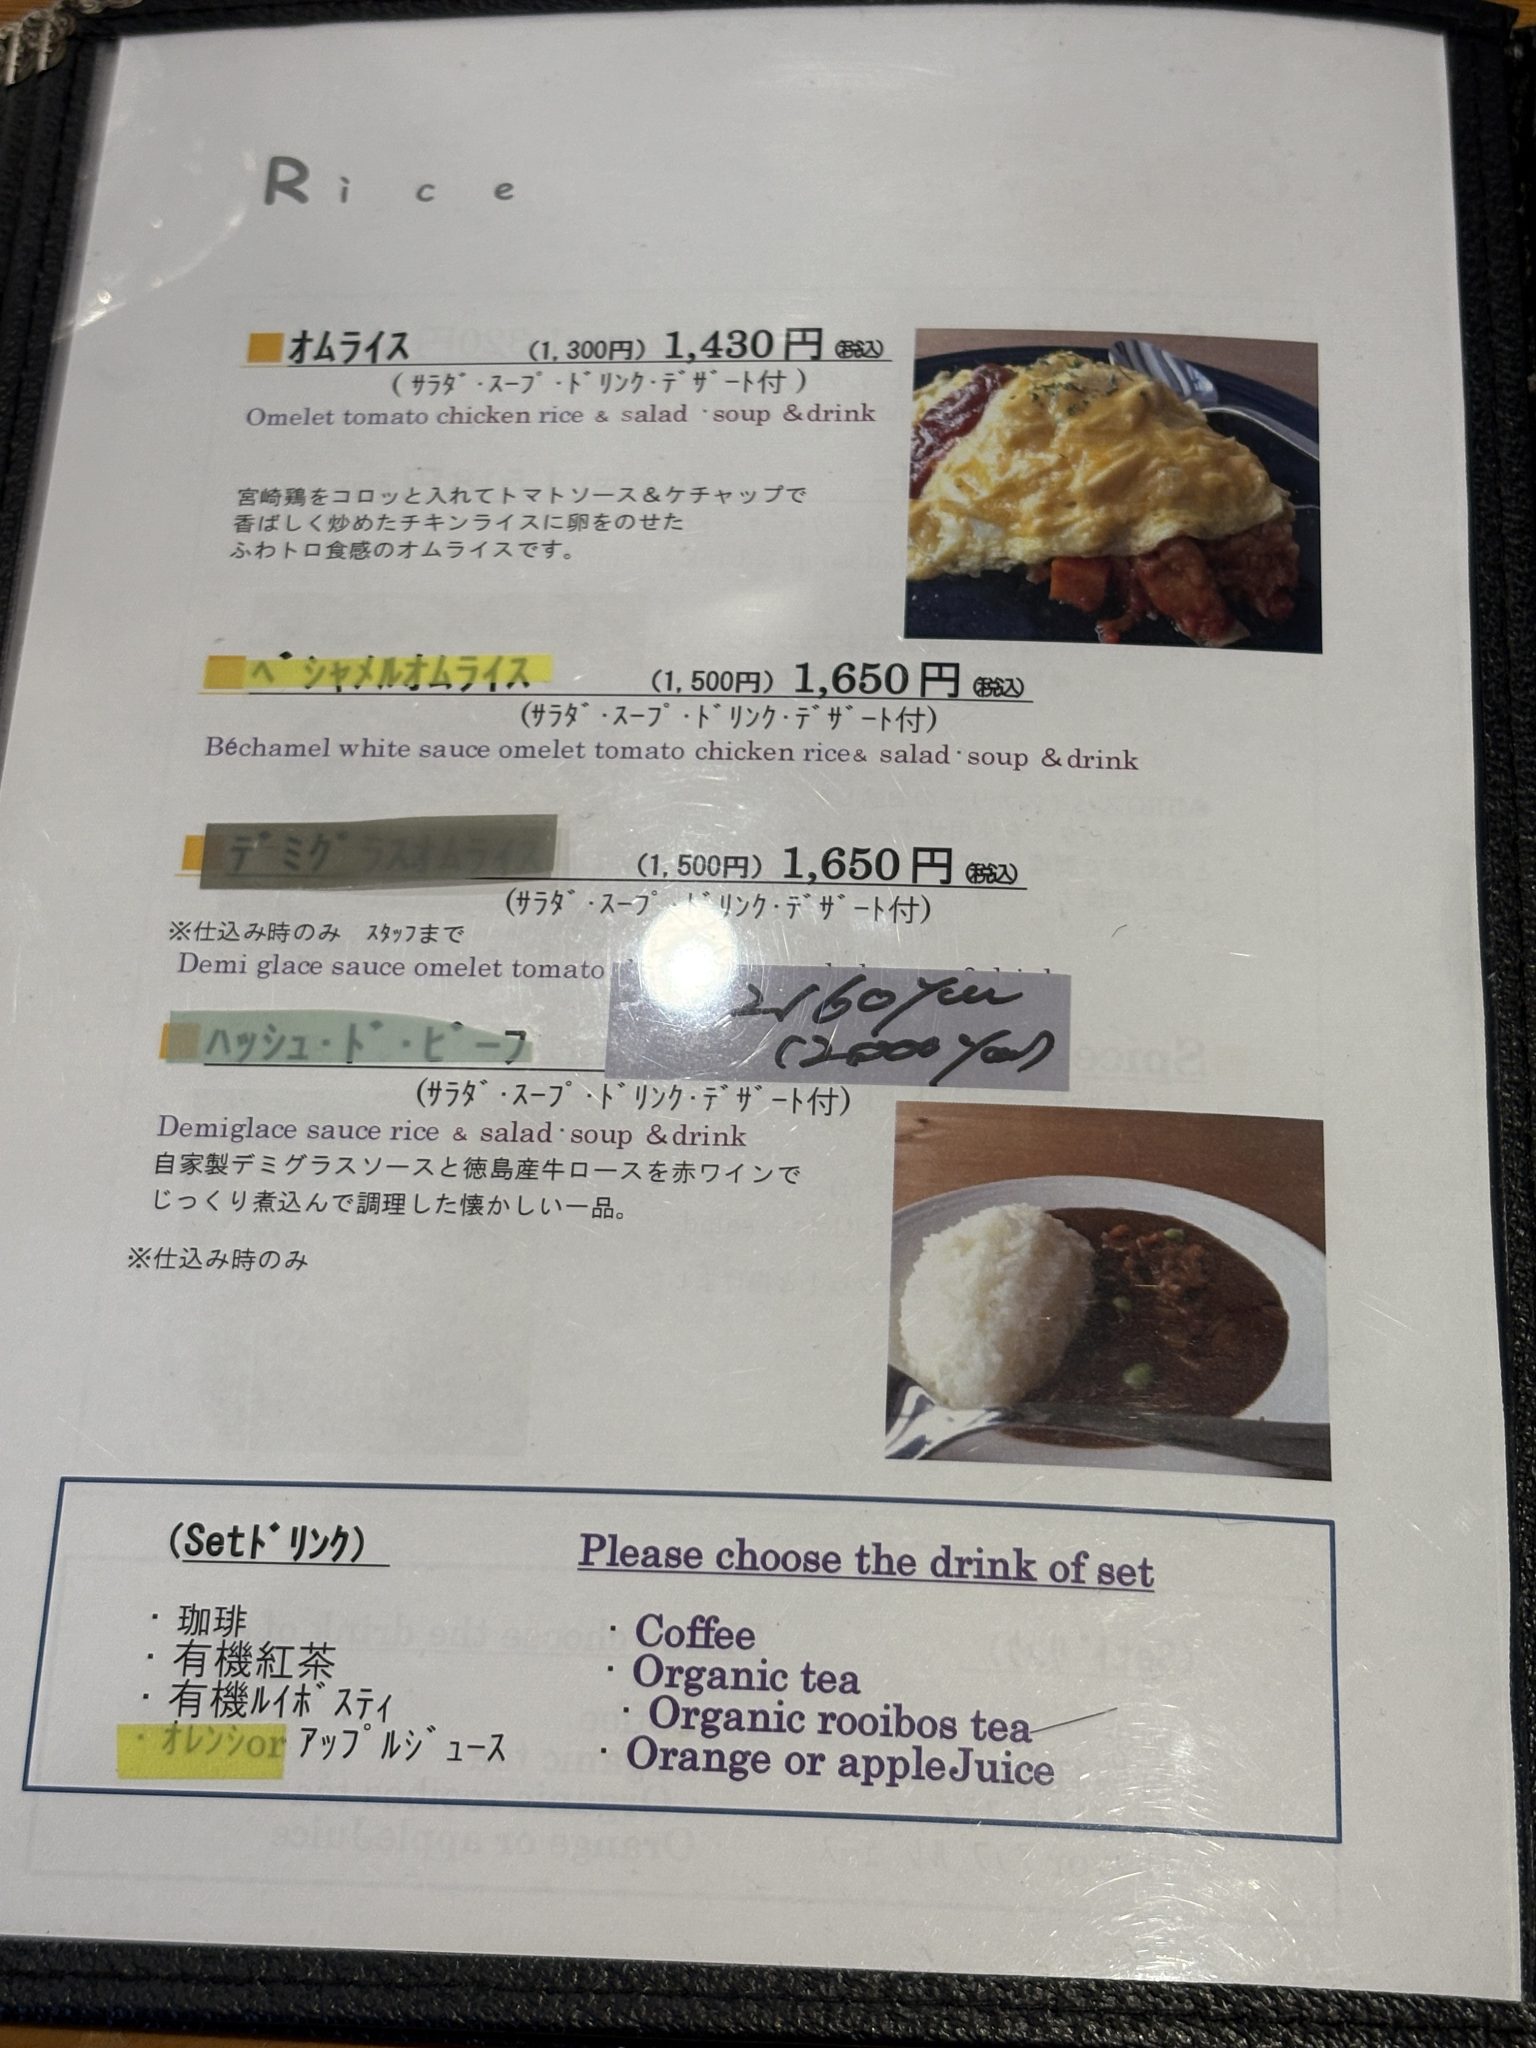 Rice
オムライス (1,300円) 1,430円(税込)
(サラダ・スープ・ドリンク・デザート付)
Omelet tomato chicken rice & salad・soup &drink
宮崎鶏をコロッと入れてトマトソース&ケチャップで
香ばしく炒めたチキンライスに卵をのせた
ふわトロ食感のオムライスです。
ベシャメルオムライス (1,500円) 1,650円(税込)
(サラダ・スープ・ドリンク・デザート付)
Béchamel white sauce omelet tomato chicken rice& salad・soup &drink
デミグラスオムライス (1,500円) 1,650円(税込)
(サラダ・スープ・ドリンク・デザート付)
※仕込み時のみ スタッフまで
Demi glace sauce omelet tomato
2160yen
(2000yen)
ハッシュ・ド・ビーフ
(サラダ・スープ・ドリンク・デザート付)
Demiglace sauce rice & salad・soup &drink
自家製デミグラスソースと徳島産牛ロースを赤ワインで
じっくり煮込んで調理した懐かしい一品。
※仕込み時のみ
(Setドリンク) Please choose the drink of set
・珈琲
・有機紅茶
・有機ルイボスティ
・オレンジor アップルジュース
・Coffee
・Organic tea
・Organic rooibos tea
・Orange or appleJuice